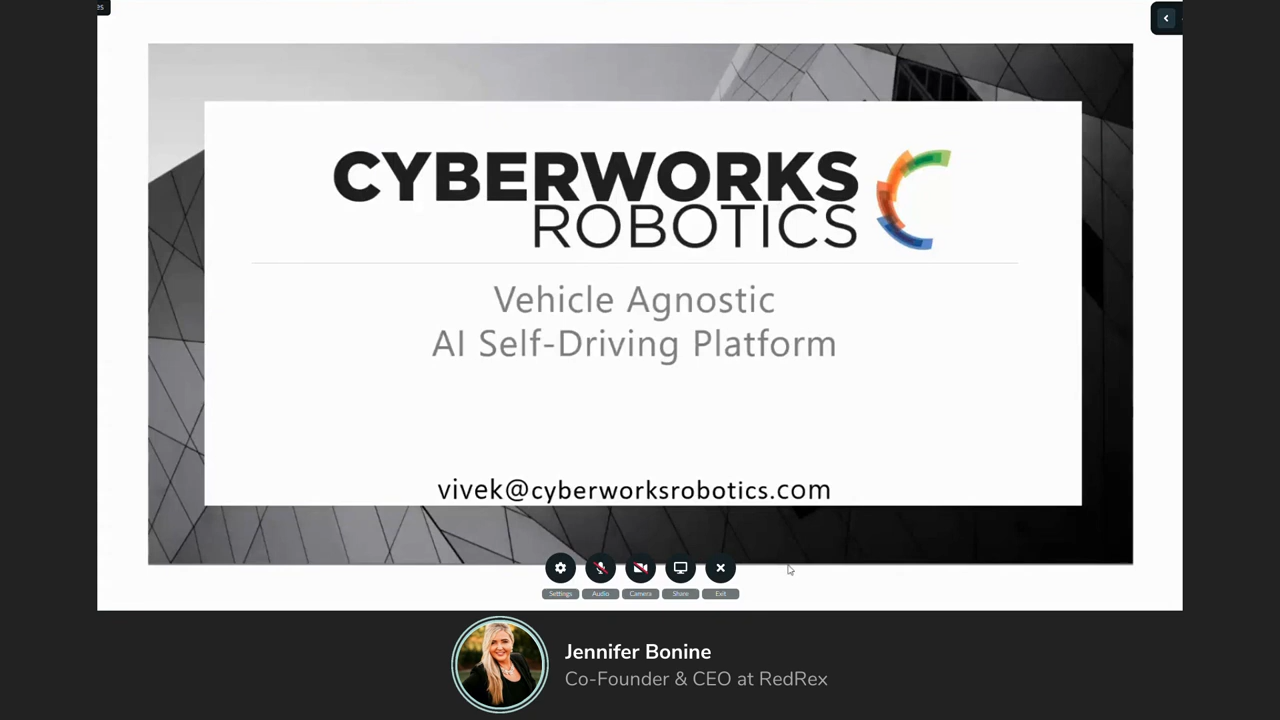 es
CYBERWORKS
ROBOTICS
Vehicle Agnostic
AI Self-Driving Platform
vivek@cyberworksrobotics.com
Settings
Audio
Camera
Share
Exit
Jennifer Bonine
Co-Founder & CEO at RedRex